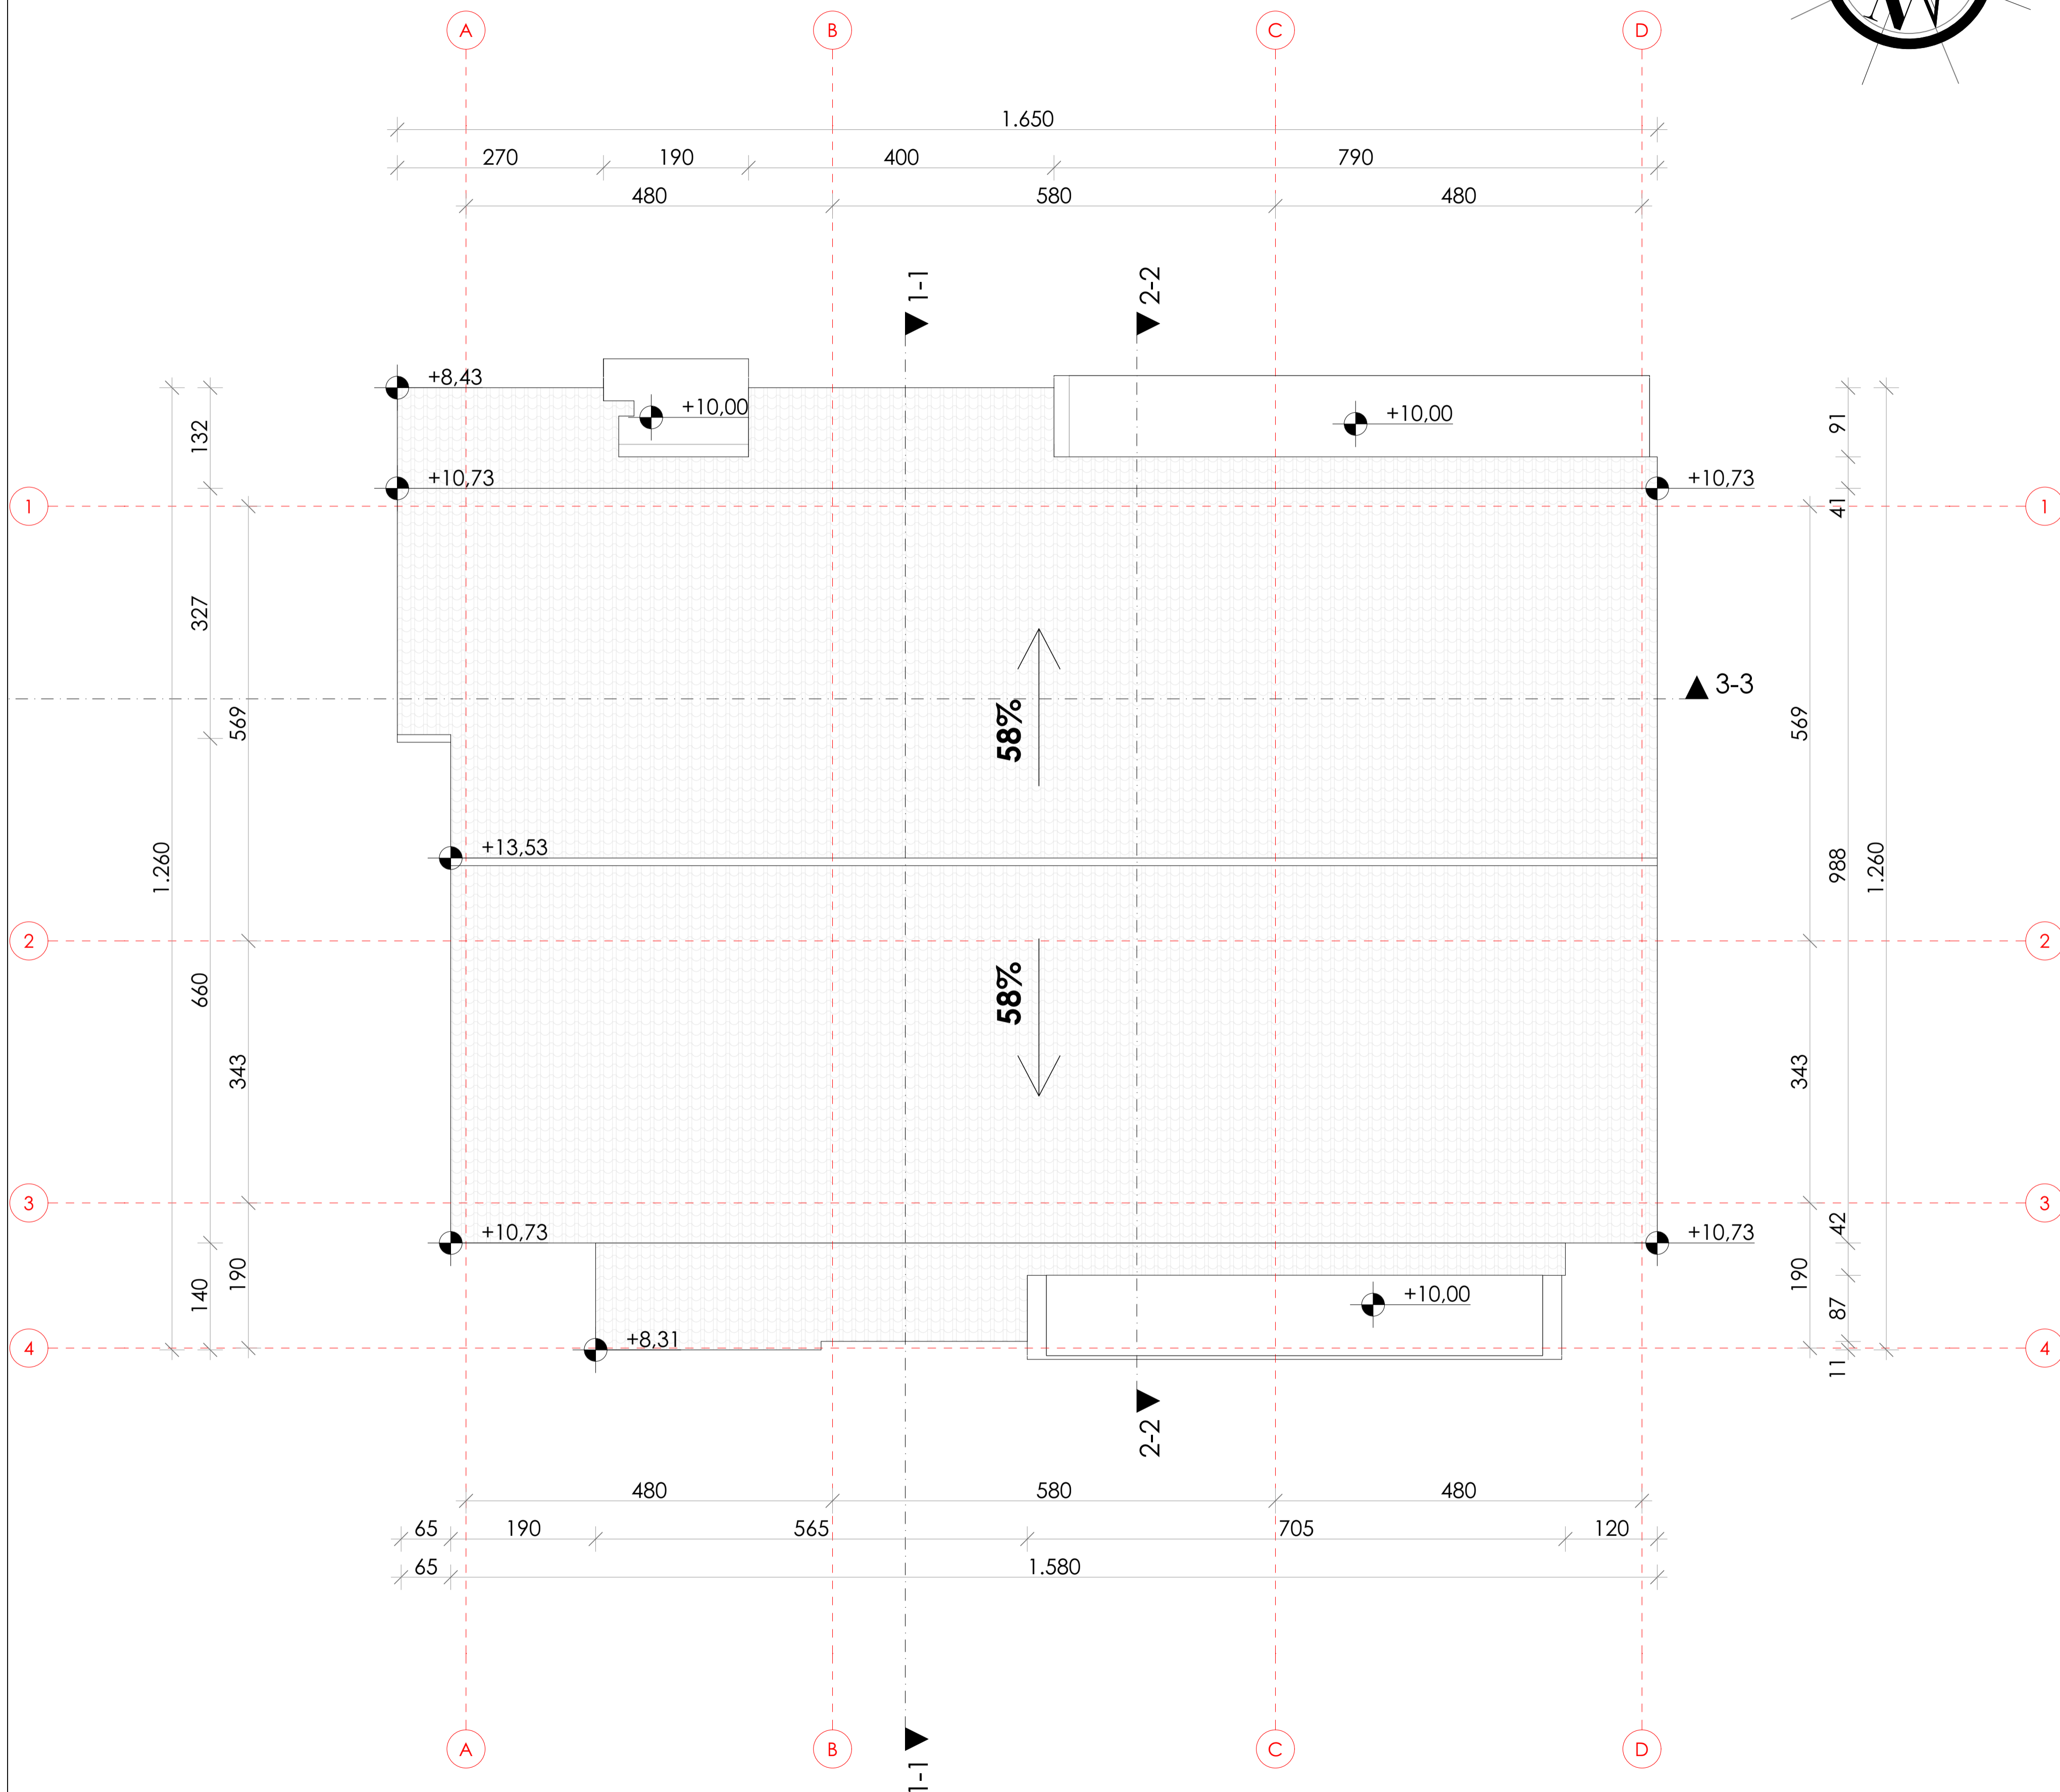 A B C D
1.650
270 190 400 790
480 580 480
1-1 2-2
+8,43
+10,00 +10,00
132 91
+10,73 +10,73
1 41 1
327
3-3
569 569
58%
+13,53
1.260 988 1.260
2 2
660 58%
343 343
3 3
42
+10,73 +10,73
190 190
140 +10,00 87
+8,31
4 4
11
2-2
480 580 480
65 190 565 705 120
65 1.580
A B C D
1-1